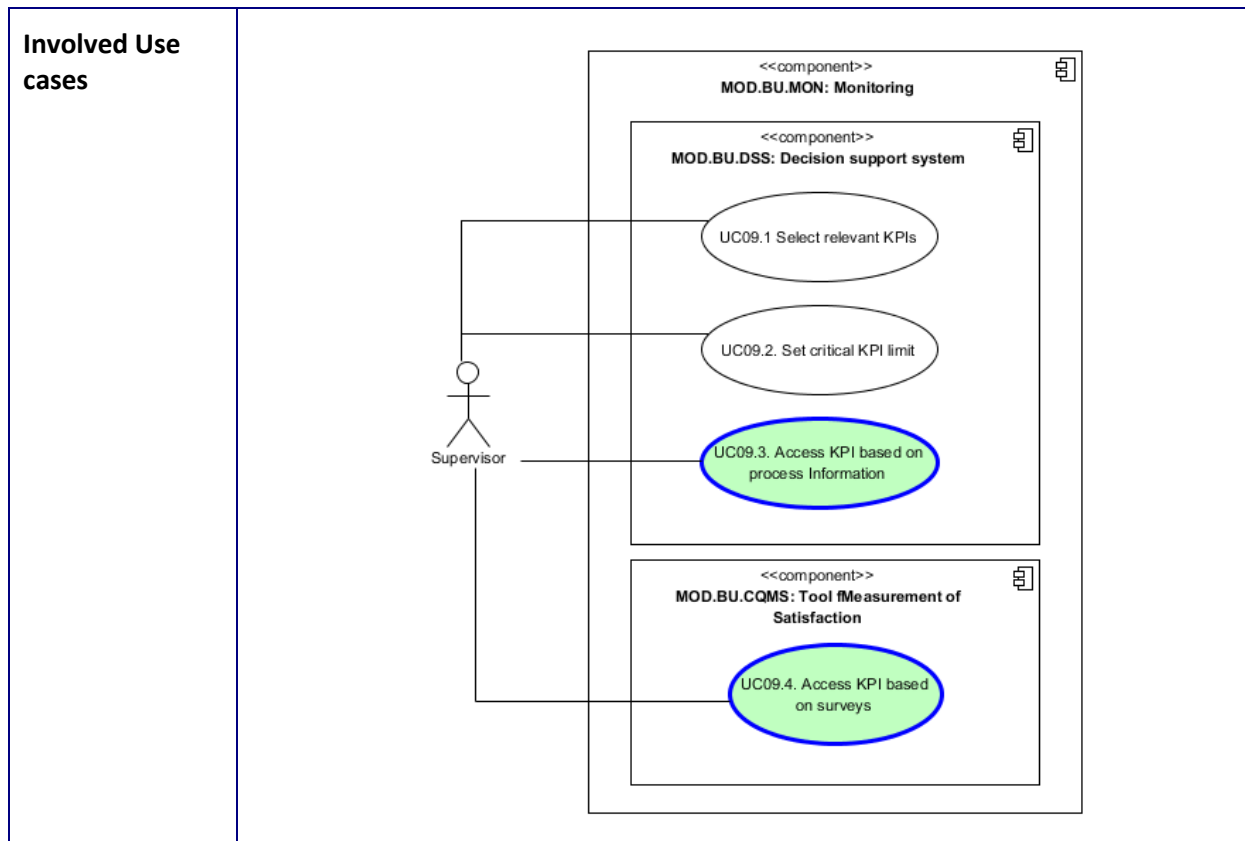 Involved Use
cases
<<component>>
MOD.BU.MON: Monitoring
<<component>>
MOD.BU.DSS: Decision support system
UC09.1 Select relevant KPIs
UC09.2. Set critical KPI limit
UC09.3. Access KPI based on
process Information
Supervisor
<<component>>
MOD.BU.CQMS: Tool fMeasurement of
Satisfaction
UC09.4. Access KPI based
on surveys